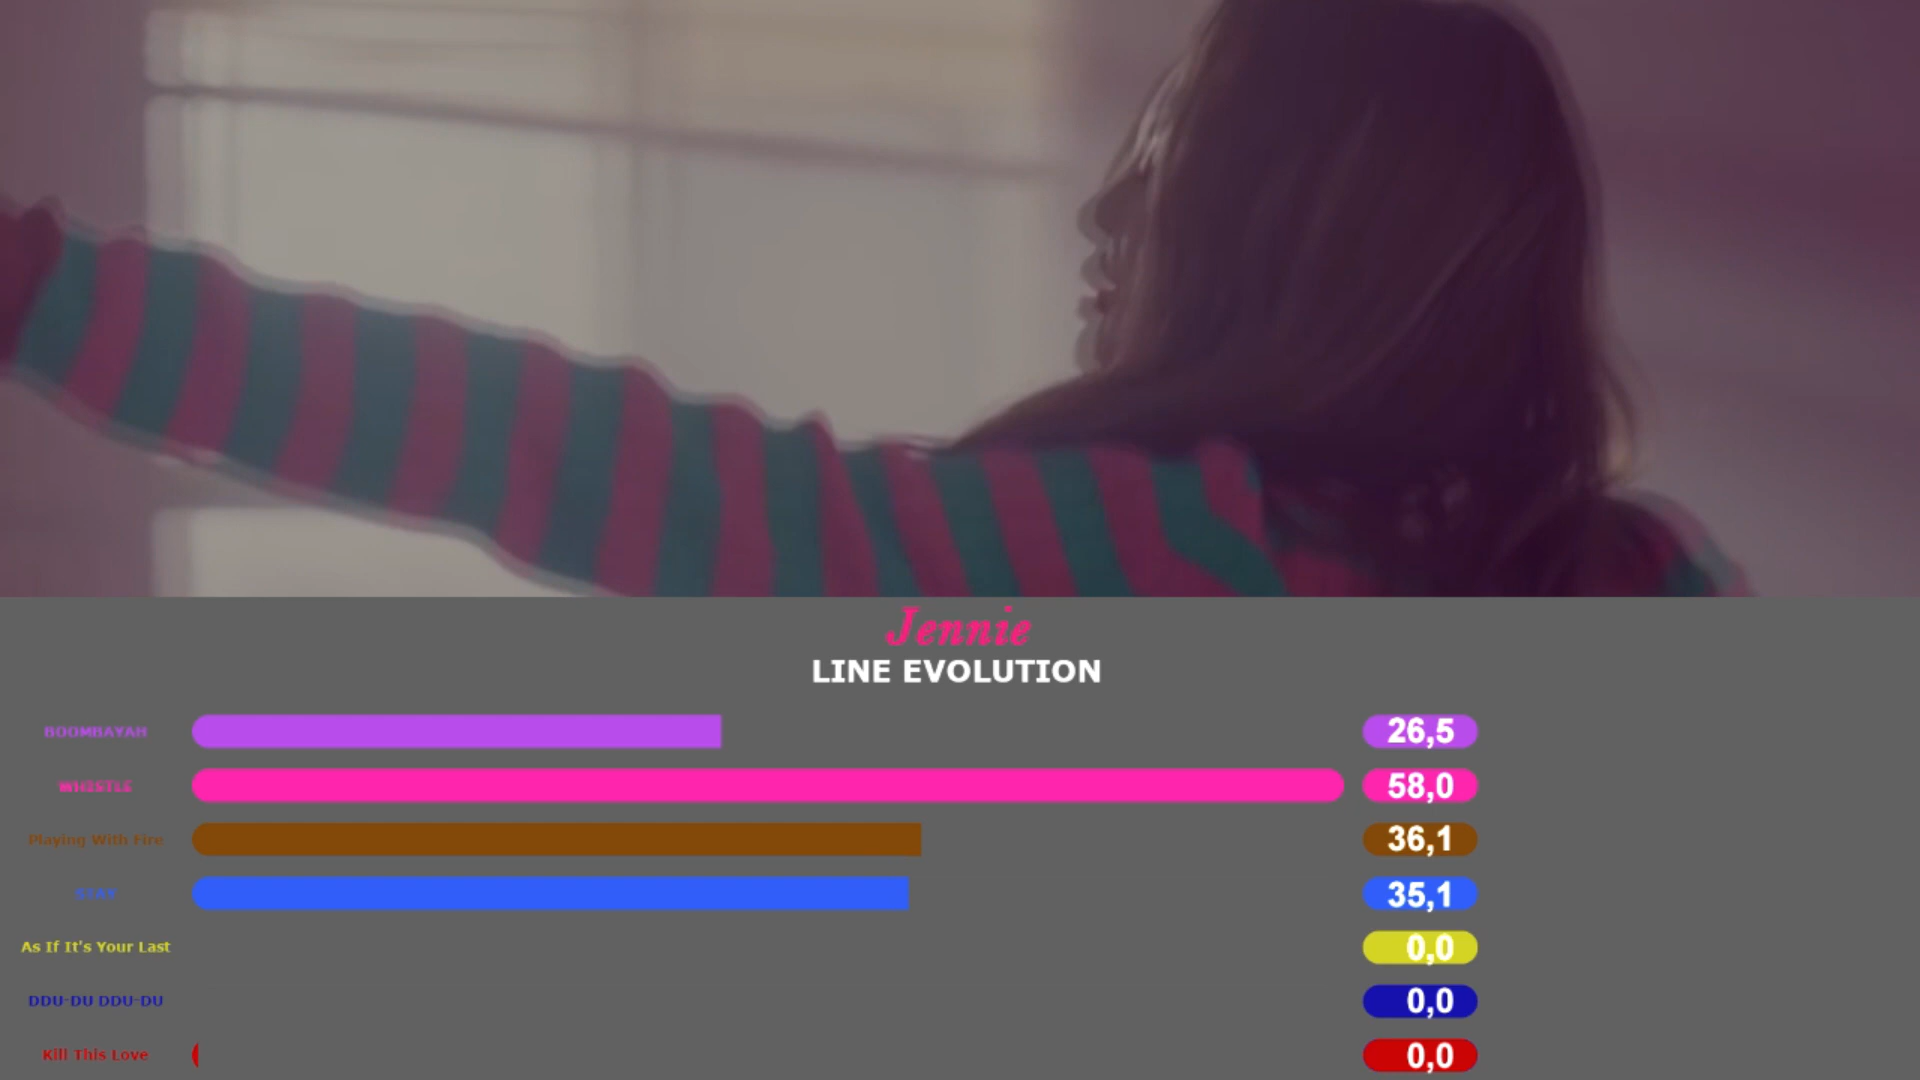 Jennie
LINE EVOLUTION
BOOMBAYAH 26,5
WHISTLE 58,0
Playing With Fire 36,1
STAY 35,1
As If It's Your Last 0,0
DDU-DU DDU-DU 0,0
Kill This Love 0,0